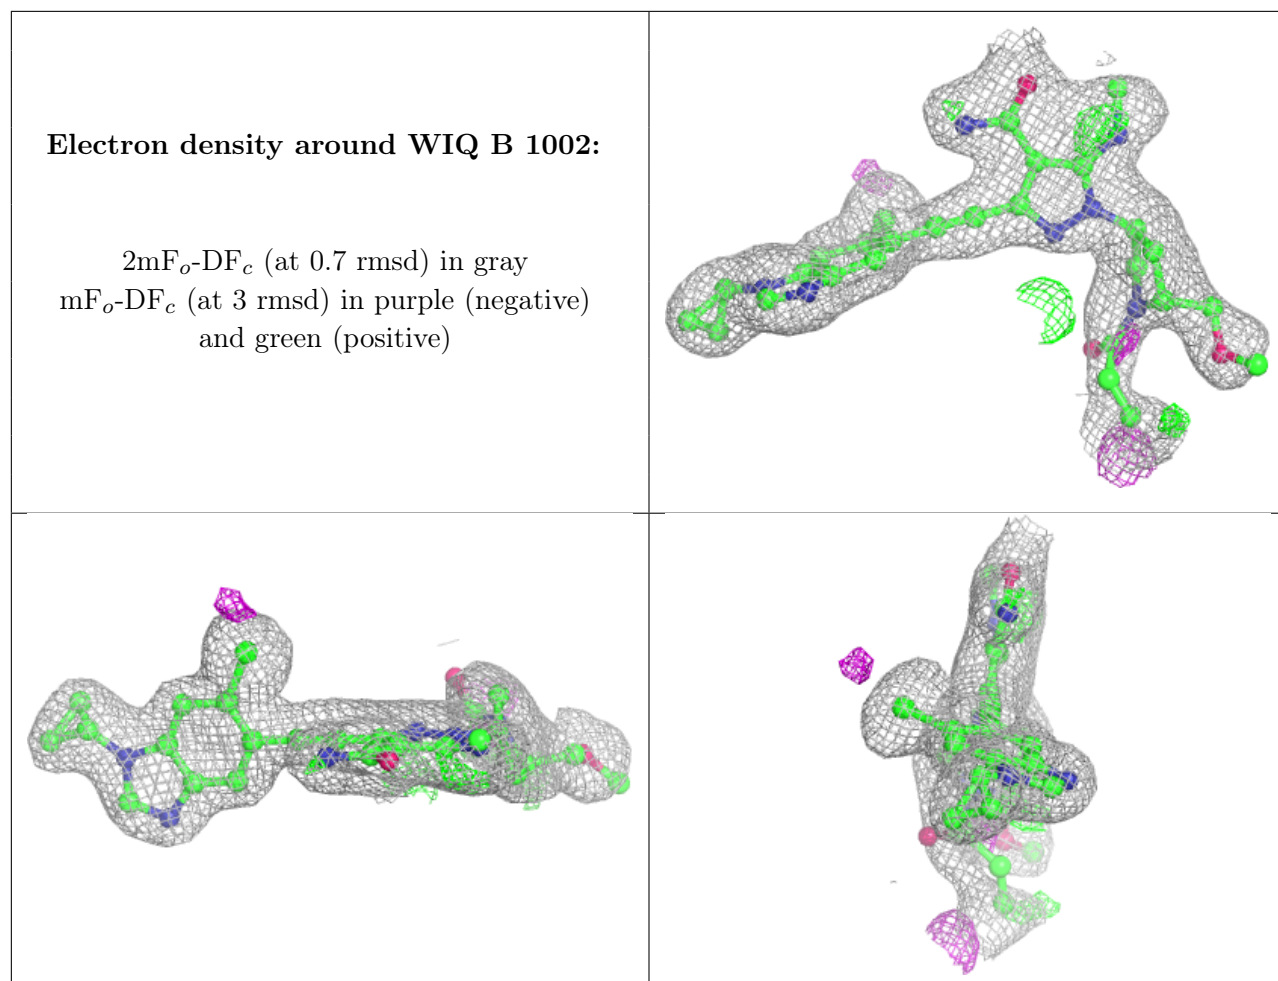 Electron density around WIQ B 1002:
2mFₒ-DF𝒸 (at 0.7 rmsd) in gray
mFₒ-DF𝒸 (at 3 rmsd) in purple (negative)
and green (positive)